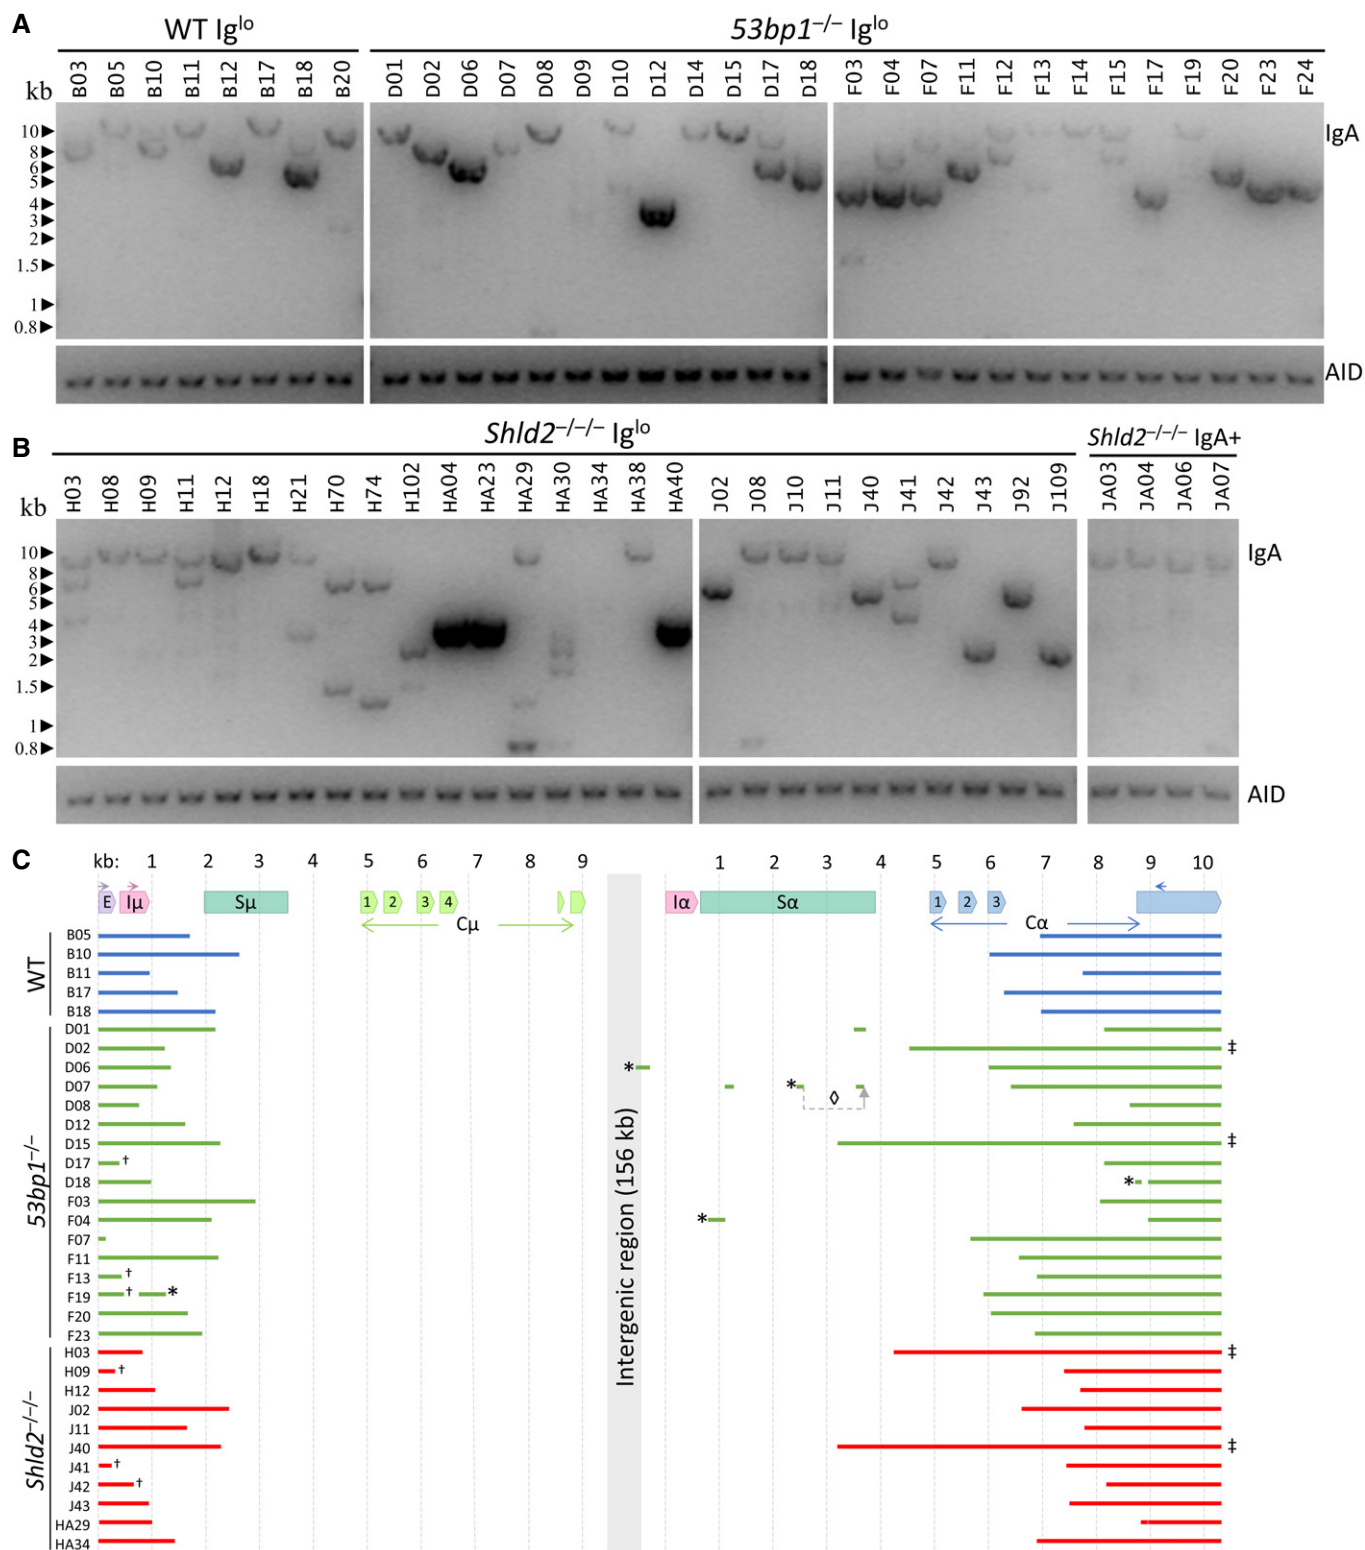 A
WT Iglo
53bp1–/– Iglo
kb
B03 B05 B10 B11 B12 B17 B18 B20
D01 D02 D06 D07 D08 D09 D10 D12 D14 D15 D17 D18
F03 F04 F07 F11 F12 F13 F14 F15 F17 F19 F20 F23 F24
10
8
6
5
4
3
2
1.5
1
0.8
IgA
AID
B
Shld2–/–/– Iglo
Shld2–/–/– IgA+
kb
H03 H08 H09 H11 H12 H18 H21 H70 H74 H102 HA04 HA23 HA29 HA30 HA34 HA38 HA40
J02 J08 J10 J11 J40 J41 J42 J43 J92 J109
JA03 JA04 JA06 JA07
10
8
6
5
4
3
2
1.5
1
0.8
IgA
AID
C
kb: 1 2 3 4 5 6 7 8 9 1 2 3 4 5 6 7 8 9 10
E Iμ Sμ 1 2 3 4 Iα Sα 1 2 3
Cμ Cα
Intergenic region (156 kb)
WT
B05
B10
B11
B17
B18
53bp1–/–
D01
D02 ‡
D06 *
D07 * ◊
D08
D12
D15 ‡
D17 †
D18 *
F03
F04 *
F07
F11
F13 †
F19 † *
F20
F23
Shld2–/–/–
H03 ‡
H09 †
H12
J02
J11
J40 ‡
J41 †
J42 †
J43
HA29
HA34